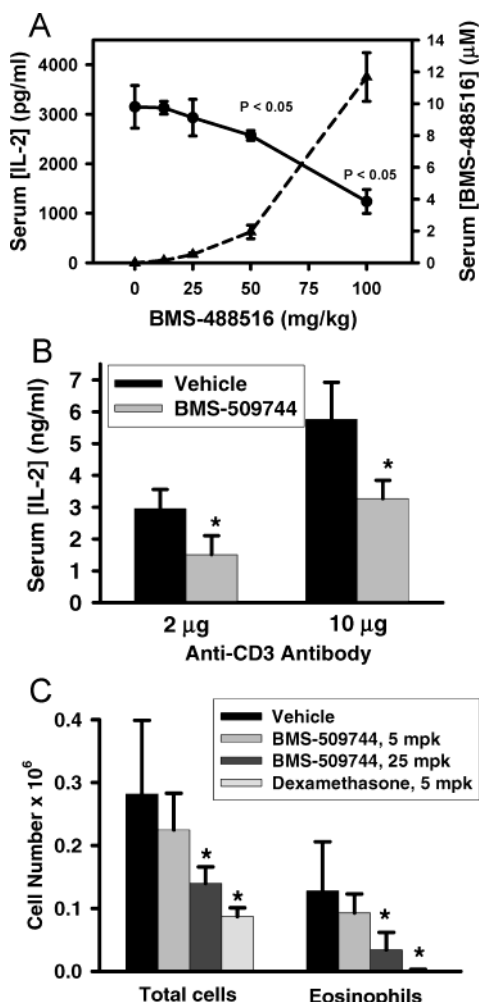 A
Serum [IL-2] (pg/ml)
4000
3000
2000
1000
0
P < 0.05
P < 0.05
14
12
10
8
6
4
2
0
Serum [BMS-488516] (μM)
0 25 50 75 100
BMS-488516 (mg/kg)
B
Serum [IL-2] (ng/ml)
7
6
5
4
3
2
1
0
Vehicle
BMS-509744
*
*
2 μg 10 μg
Anti-CD3 Antibody
C
Cell Number x 10⁶
0.4
0.3
0.2
0.1
0.0
Vehicle
BMS-509744, 5 mpk
BMS-509744, 25 mpk
Dexamethasone, 5 mpk
*
*
*
*
Total cells Eosinophils